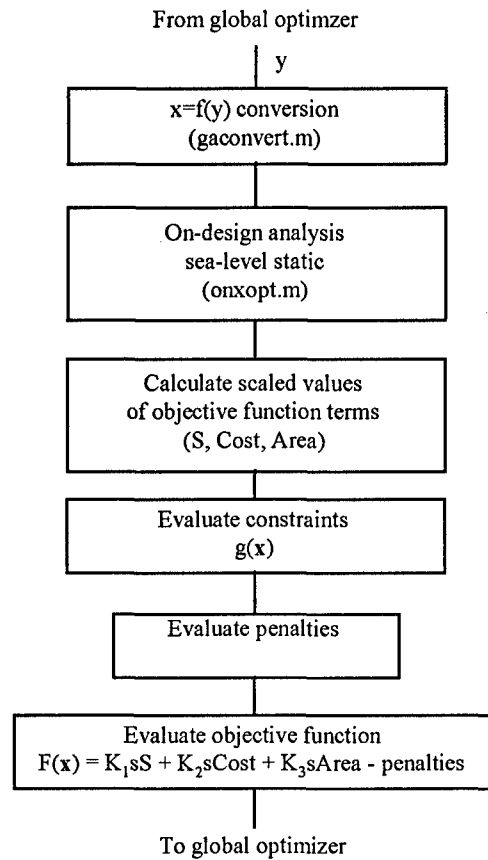 From global optimzer
y
x=f(y) conversion
(gaconvert.m)
On-design analysis
sea-level static
(onxopt.m)
Calculate scaled values
of objective function terms
(S, Cost, Area)
Evaluate constraints
g(x)
Evaluate penalties
Evaluate objective function
F(x) = K₁sS + K₂sCost + K₃sArea - penalties
To global optimizer